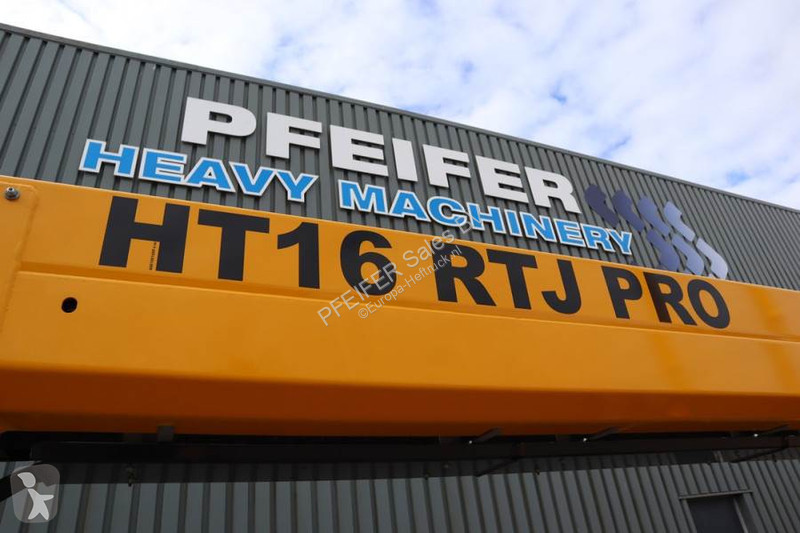 PFEIFER
HEAVY MACHINERY
HT16 RTJ PRO
PFEIFER Sales B
©Europa-Heftruck.nl